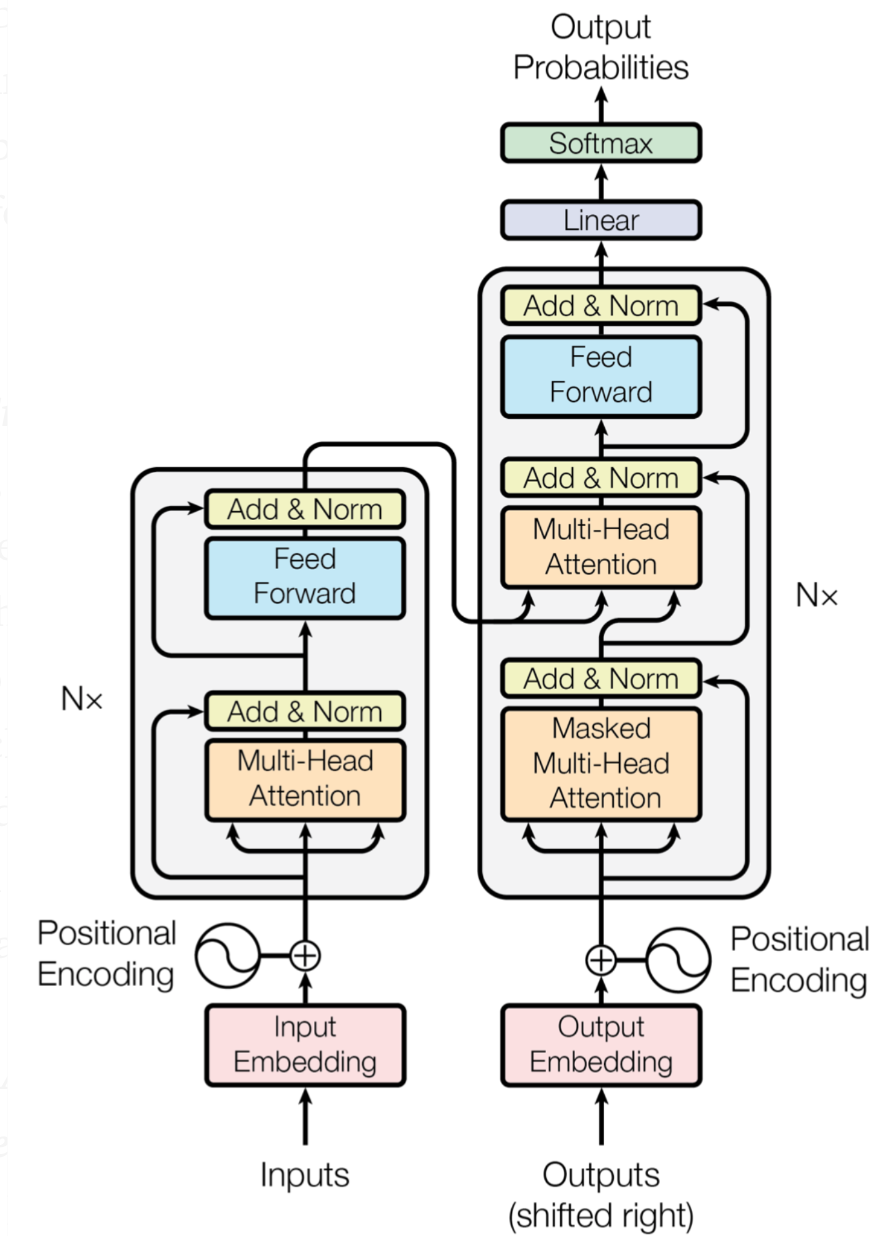 Output
Probabilities
Softmax
Linear
Add & Norm
Feed
Forward
Add & Norm
Multi-Head
Attention
Add & Norm
Masked
Multi-Head
Attention
N×
Add & Norm
Feed
Forward
Add & Norm
Multi-Head
Attention
N×
Positional
Encoding
Positional
Encoding
Input
Embedding
Output
Embedding
Inputs
Outputs
(shifted right)